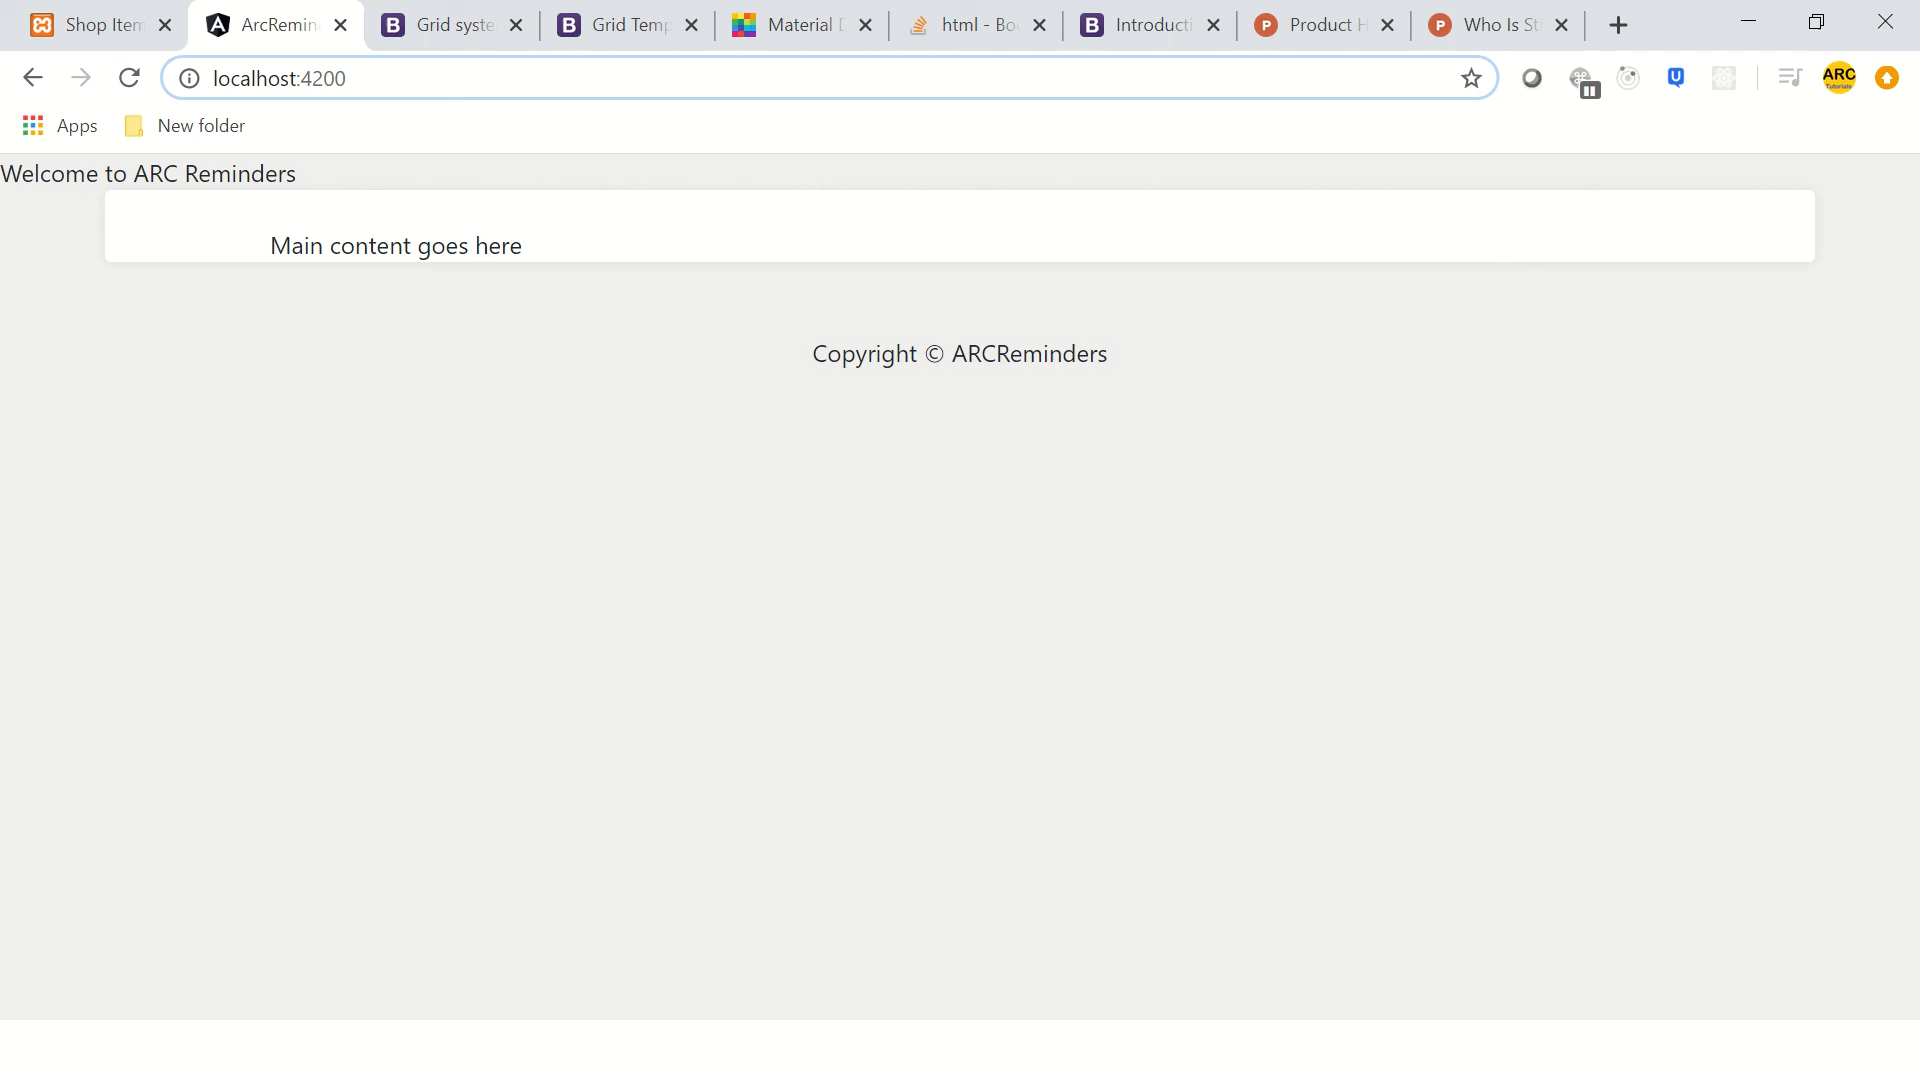 Shop Item
ArcRemin
Grid syste
Grid Temp
Material D
html - Bo
Introducti
Product H
Who Is St
localhost:4200
ARC
Tutorials
Apps
New folder
Welcome to ARC Reminders
Main content goes here
Copyright © ARCReminders